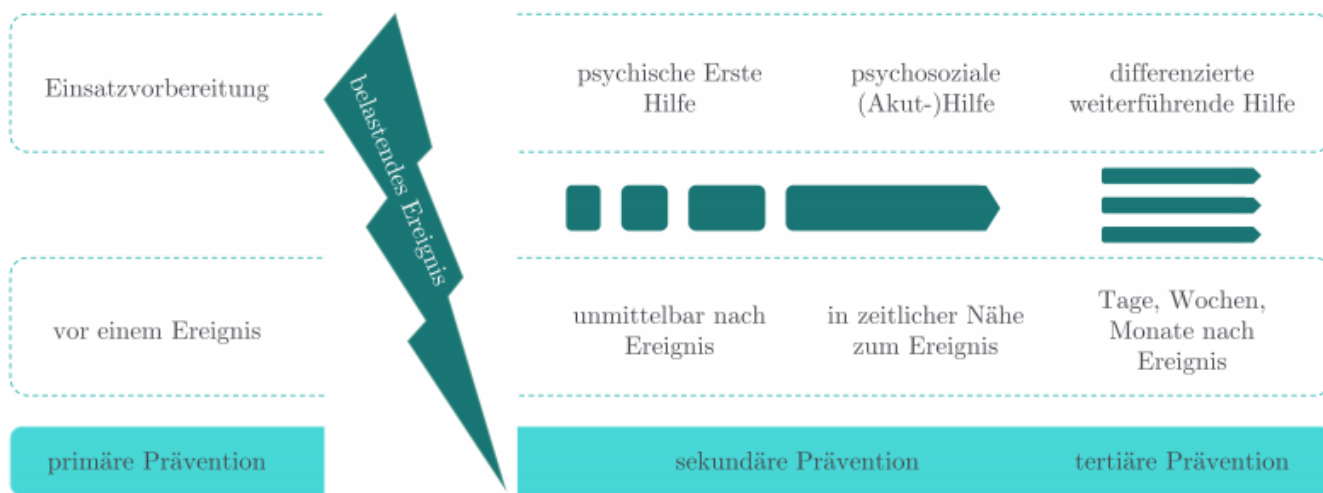 Einsatzvorbereitung
belastendes Ereignis
psychische Erste
Hilfe
psychosoziale
(Akut-)Hilfe
differenzierte
weiterführende Hilfe
vor einem Ereignis
unmittelbar nach
Ereignis
in zeitlicher Nähe
zum Ereignis
Tage, Wochen,
Monate nach
Ereignis
primäre Prävention
sekundäre Prävention
tertiäre Prävention